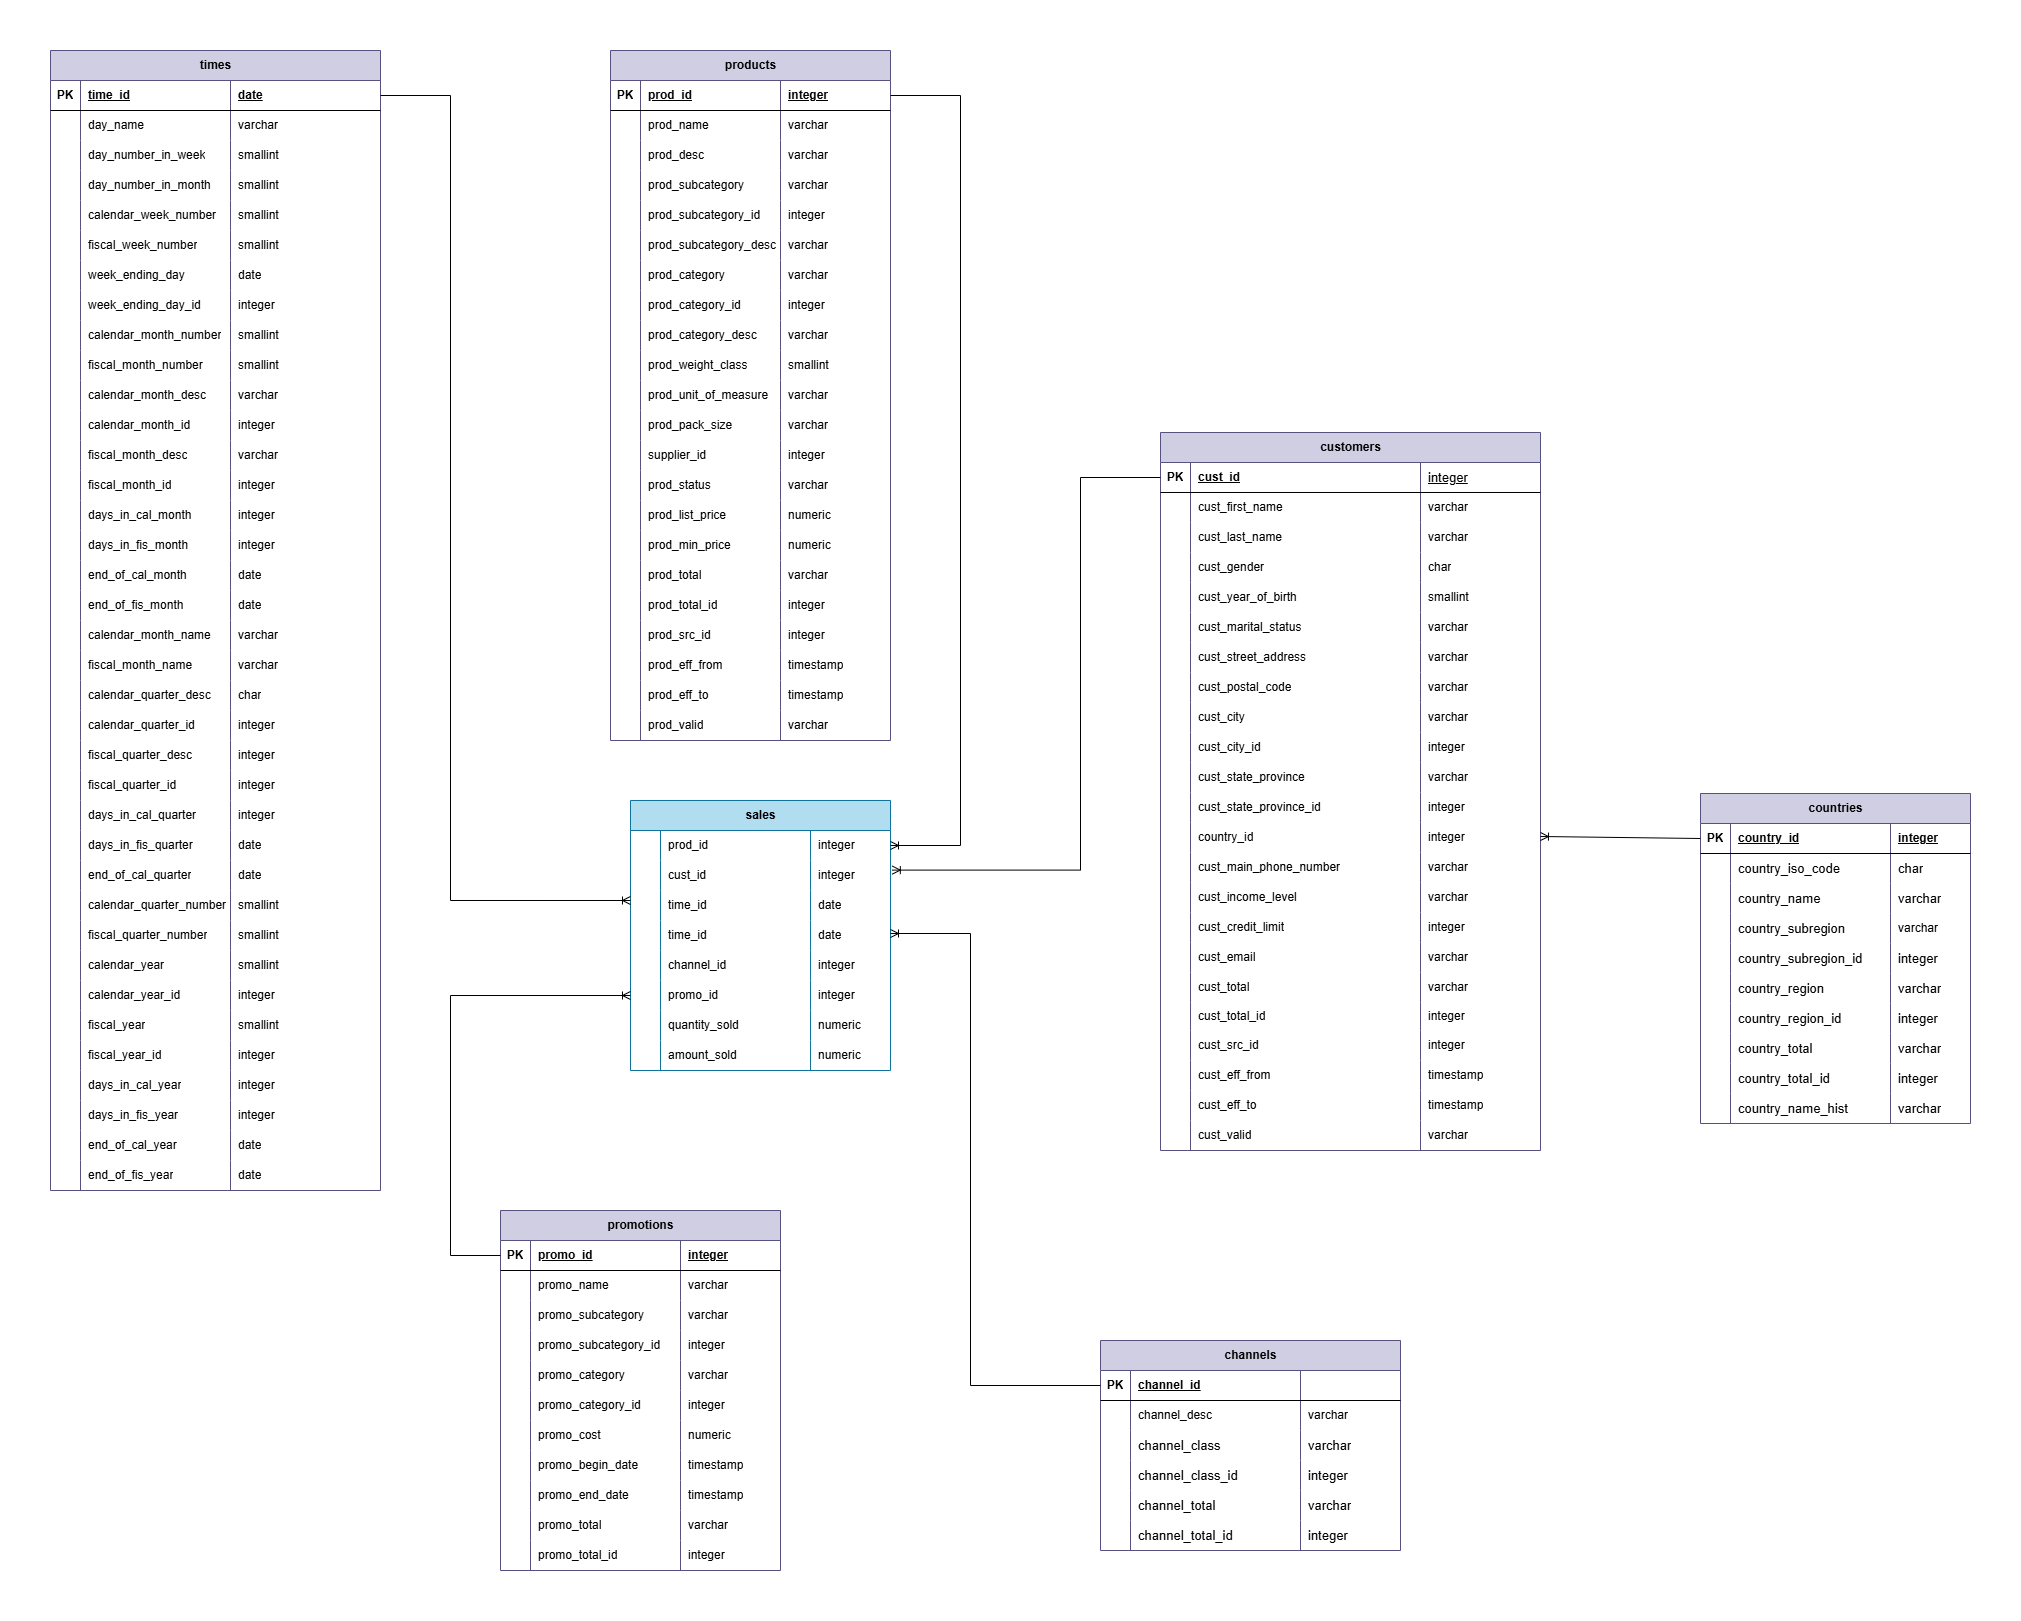 times
PK time_id date
day_name varchar
day_number_in_week smallint
day_number_in_month smallint
calendar_week_number smallint
fiscal_week_number smallint
week_ending_day date
week_ending_day_id integer
calendar_month_number smallint
fiscal_month_number smallint
calendar_month_desc varchar
calendar_month_id integer
fiscal_month_desc varchar
fiscal_month_id integer
days_in_cal_month integer
days_in_fis_month integer
end_of_cal_month date
end_of_fis_month date
calendar_month_name varchar
fiscal_month_name varchar
calendar_quarter_desc char
calendar_quarter_id integer
fiscal_quarter_desc integer
fiscal_quarter_id integer
days_in_cal_quarter integer
days_in_fis_quarter date
end_of_cal_quarter date
calendar_quarter_number smallint
fiscal_quarter_number smallint
calendar_year smallint
calendar_year_id integer
fiscal_year smallint
fiscal_year_id integer
days_in_cal_year integer
days_in_fis_year integer
end_of_cal_year date
end_of_fis_year date
products
PK prod_id integer
prod_name varchar
prod_desc varchar
prod_subcategory varchar
prod_subcategory_id integer
prod_subcategory_desc varchar
prod_category varchar
prod_category_id integer
prod_category_desc varchar
prod_weight_class smallint
prod_unit_of_measure varchar
prod_pack_size varchar
supplier_id integer
prod_status varchar
prod_list_price numeric
prod_min_price numeric
prod_total varchar
prod_total_id integer
prod_src_id integer
prod_eff_from timestamp
prod_eff_to timestamp
prod_valid varchar
sales
prod_id integer
cust_id integer
time_id date
time_id date
channel_id integer
promo_id integer
quantity_sold numeric
amount_sold numeric
customers
PK cust_id integer
cust_first_name varchar
cust_last_name varchar
cust_gender char
cust_year_of_birth smallint
cust_marital_status varchar
cust_street_address varchar
cust_postal_code varchar
cust_city varchar
cust_city_id integer
cust_state_province varchar
cust_state_province_id integer
country_id integer
cust_main_phone_number varchar
cust_income_level varchar
cust_credit_limit integer
cust_email varchar
cust_total varchar
cust_total_id integer
cust_src_id integer
cust_eff_from timestamp
cust_eff_to timestamp
cust_valid varchar
countries
PK country_id integer
country_iso_code char
country_name varchar
country_subregion varchar
country_subregion_id integer
country_region varchar
country_region_id integer
country_total varchar
country_total_id integer
country_name_hist varchar
promotions
PK promo_id integer
promo_name varchar
promo_subcategory varchar
promo_subcategory_id integer
promo_category varchar
promo_category_id integer
promo_cost numeric
promo_begin_date timestamp
promo_end_date timestamp
promo_total varchar
promo_total_id integer
channels
PK channel_id
channel_desc varchar
channel_class varchar
channel_class_id integer
channel_total varchar
channel_total_id integer